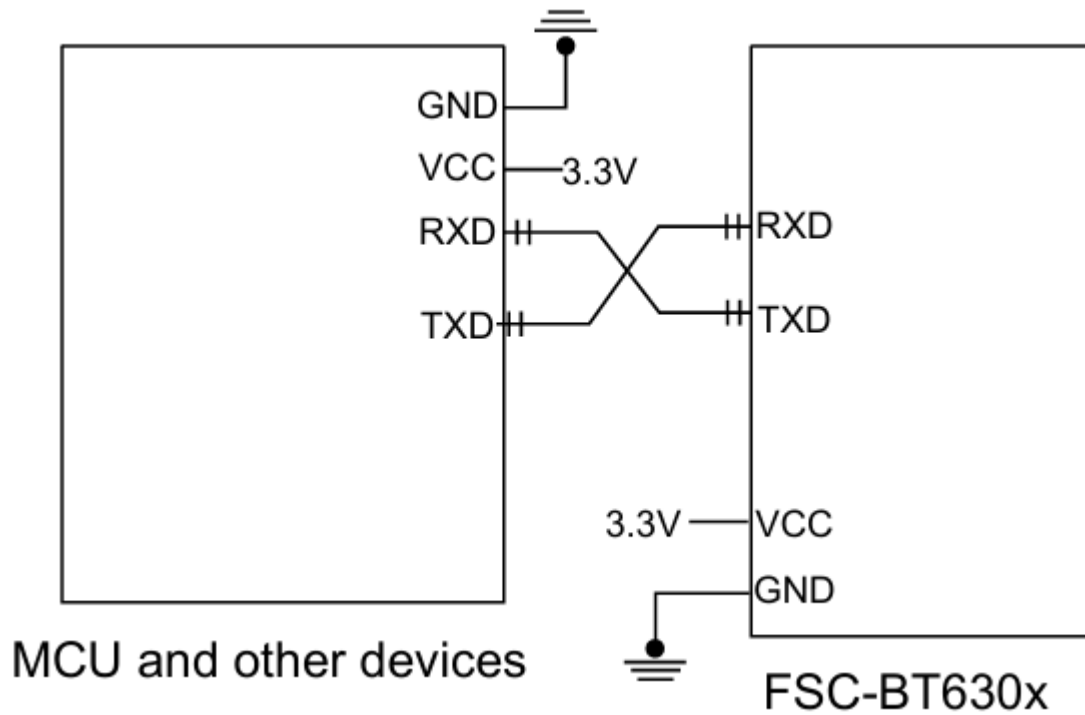 GND
VCC
3.3V
RXD
TXD
RXD
TXD
3.3V
VCC
GND
MCU and other devices
FSC-BT630x